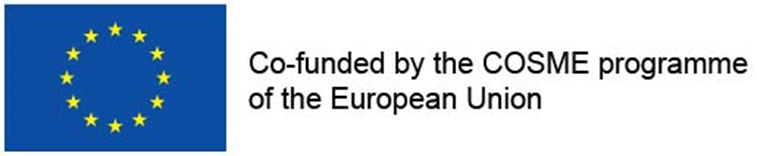 Co-funded by the COSME programme
of the European Union